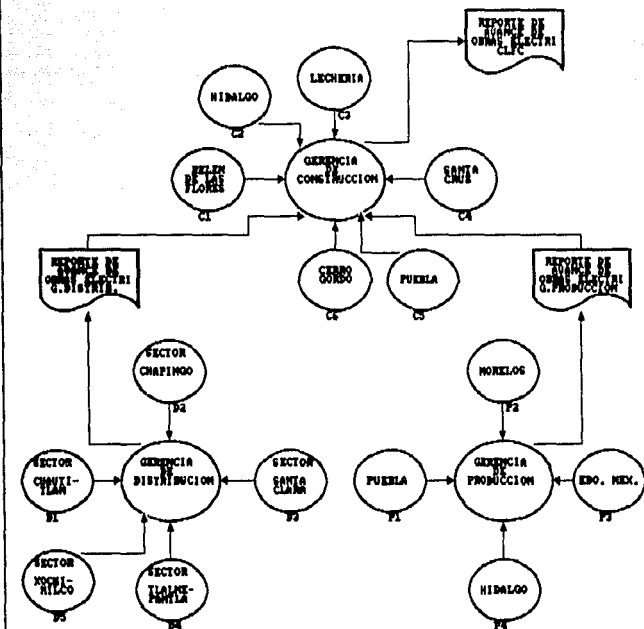 REPORTE DE
AVANCE DE
OBRAS ELECTRI
CLFC
LECHERIA
C3
HIDALGO
C2
BELEM
DE LAS
FLORES
C1
GERENCIA
DE
CONSTRUCCION
SANTA
CRUS
C4
REPORTE DE
AVANCE DE
OBRAS ELECTRI
G.DISTRIB.
CERRO
GORDO
C6
PUEBLA
C5
REPORTE DE
AVANCE DE
OBRAS ELECTRI
G.PRODUCCION
SECTOR
CHAPINGO
D2
MORELOS
P2
SECTOR
CUAUTI-
TLAN
D1
GERENCIA
DE
DISTRIBUCION
SECTOR
SANTA
CLARA
D3
PUEBLA
P1
GERENCIA
DE
PRODUCCION
EDO. MEX.
P3
SECTOR
XOCHI-
MILCO
D5
SECTOR
TLALNE-
PANTLA
D4
HIDALGO
P4